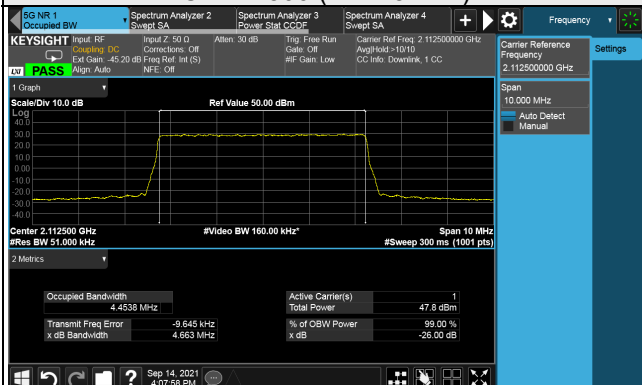 5G NR 1
Occupied BW
Spectrum Analyzer 2
Swept SA
Spectrum Analyzer 3
Power Stat CCDF
Spectrum Analyzer 4
Swept SA
Frequency
KEYSIGHT
Input: RF
Coupling: DC
Ext Gain: -45.20 dB
Align: Auto
Input Z: 50 Ω
Corrections: Off
Freq Ref: Int (S)
NFE: Off
Atten: 30 dB
Trig: Free Run
Gate: Off
#IF Gain: Low
Carrier Ref Freq: 2.112500000 GHz
Avg|Hold:>10/10
CC Info: Downlink, 1 CC
LXI
PASS
Carrier Reference
Frequency
2.112500000 GHz
Settings
Span
10.000 MHz
Auto Detect
Manual
1 Graph
Scale/Div 10.0 dB
Ref Value 50.00 dBm
Log
40.0
30.0
20.0
10.0
0.00
-10.0
-20.0
-30.0
-40.0
Center 2.112500 GHz
#Video BW 160.00 kHz*
Span 10 MHz
#Res BW 51.000 kHz
#Sweep 300 ms (1001 pts)
2 Metrics
Occupied Bandwidth
4.4538 MHz
Active Carrier(s) 1
Total Power 47.8 dBm
Transmit Freq Error -9.645 kHz
x dB Bandwidth 4.663 MHz
% of OBW Power 99.00 %
x dB -26.00 dB
Sep 14, 2021
4:07:58 PM